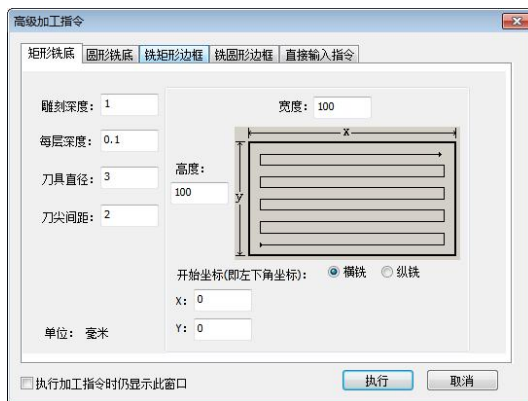 高级加工指令
矩形铣底 圆形铣底 铣矩形边框 铣圆形边框 直接输入指令
雕刻深度: 1
宽度: 100
每层深度: 0.1
x
高度:
刀具直径: 3
100
y
刀尖间距: 2
开始坐标(即左下角坐标): 横铣 纵铣
X: 0
单位: 毫米
Y: 0
执行加工指令时仍显示此窗口
执行 取消